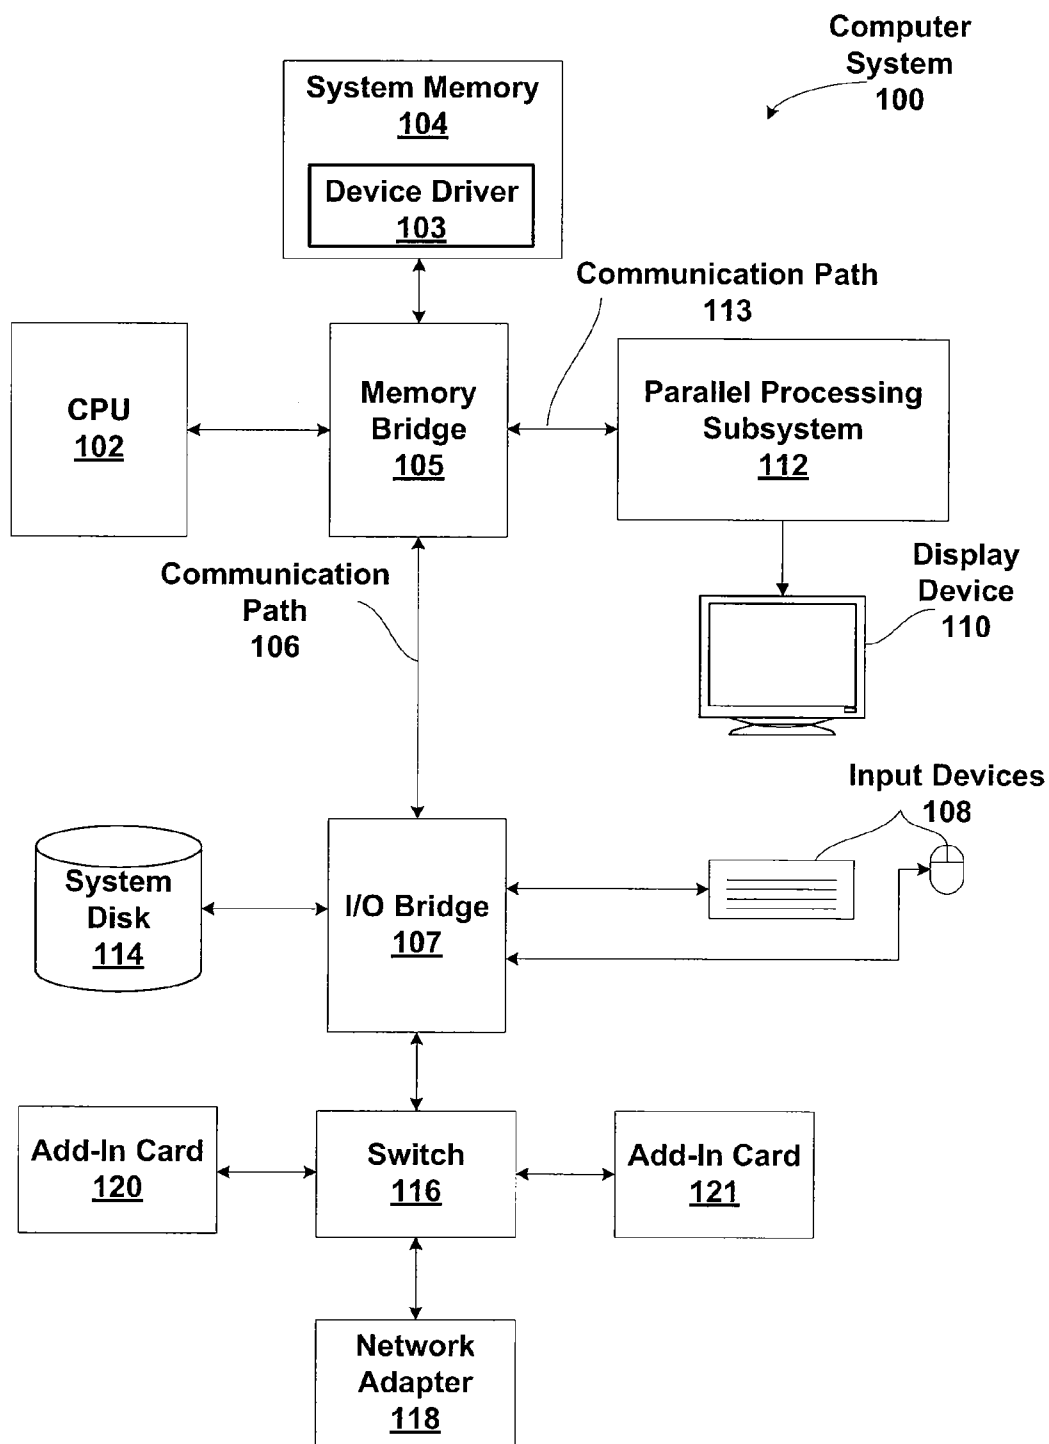 Computer
System
100
System Memory
104
Device Driver
103
Communication Path
113
CPU
102
Memory
Bridge
105
Parallel Processing
Subsystem
112
Communication
Path
106
Display
Device
110
Input Devices
108
System
Disk
114
I/O Bridge
107
Add-In Card
120
Switch
116
Add-In Card
121
Network
Adapter
118